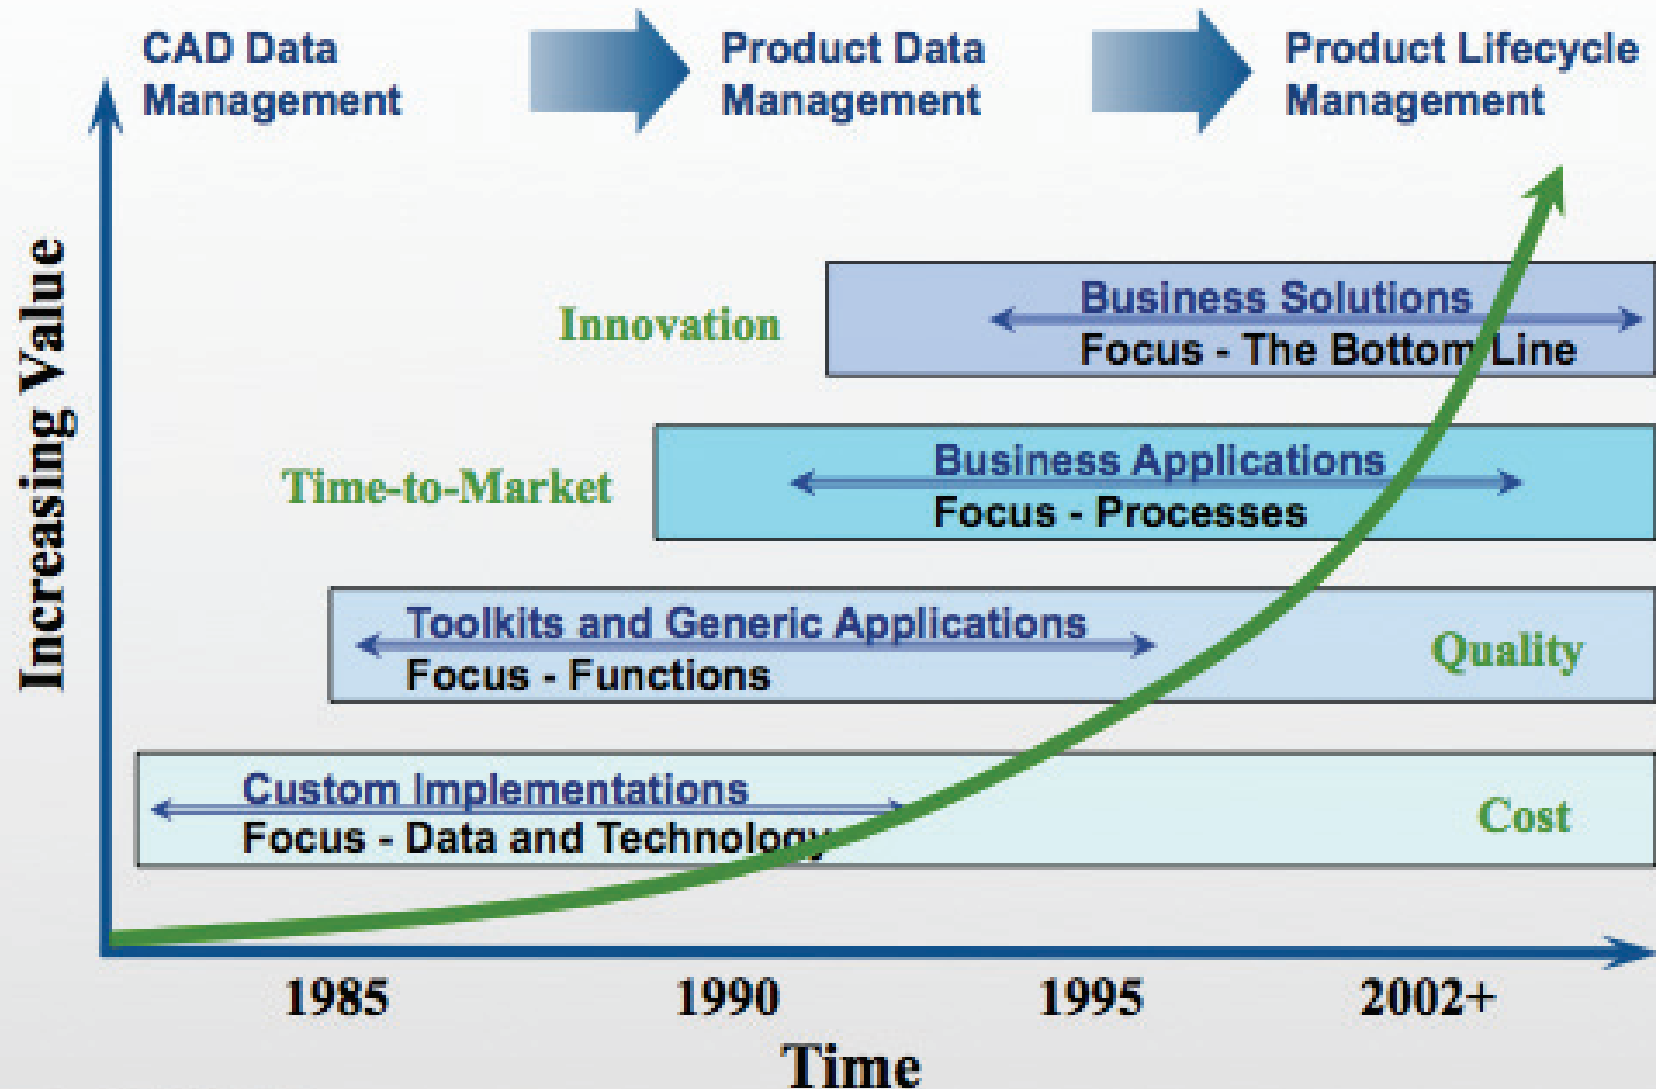 CAD Data
Management
Product Data
Management
Product Lifecycle
Management
Increasing Value
Innovation
Business Solutions
Focus - The Bottom Line
Time-to-Market
Business Applications
Focus - Processes
Toolkits and Generic Applications
Focus - Functions
Quality
Custom Implementations
Focus - Data and Technology
Cost
1985 1990 1995 2002+
Time